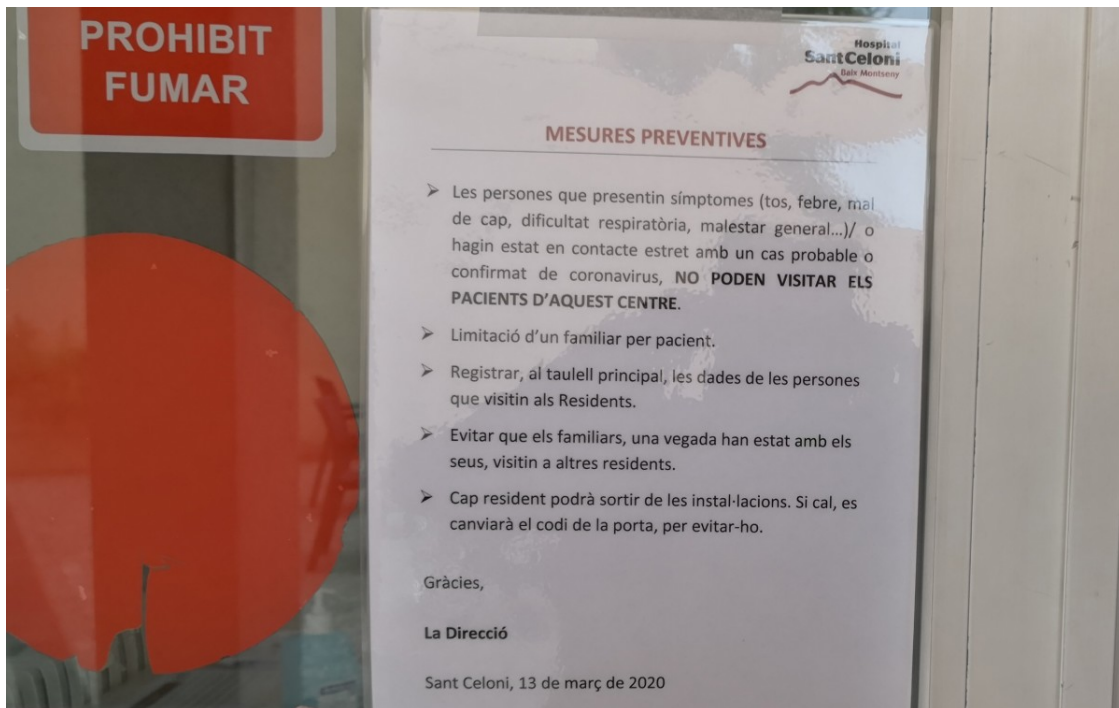 PROHIBIT
FUMAR
Hospital
SantCeloni
Baix Montseny
MESURES PREVENTIVES
➢ Les persones que presentin símptomes (tos, febre, mal
de cap, dificultat respiratòria, malestar general...)/ o
hagin estat en contacte estret amb un cas probable o
confirmat de coronavirus, NO PODEN VISITAR ELS
PACIENTS D'AQUEST CENTRE.
➢ Limitació d'un familiar per pacient.
➢ Registrar, al taulell principal, les dades de les persones
que visitin als Residents.
➢ Evitar que els familiars, una vegada han estat amb els
seus, visitin a altres residents.
➢ Cap resident podrà sortir de les instal·lacions. Si cal, es
canviarà el codi de la porta, per evitar-ho.
Gràcies,
La Direcció
Sant Celoni, 13 de març de 2020